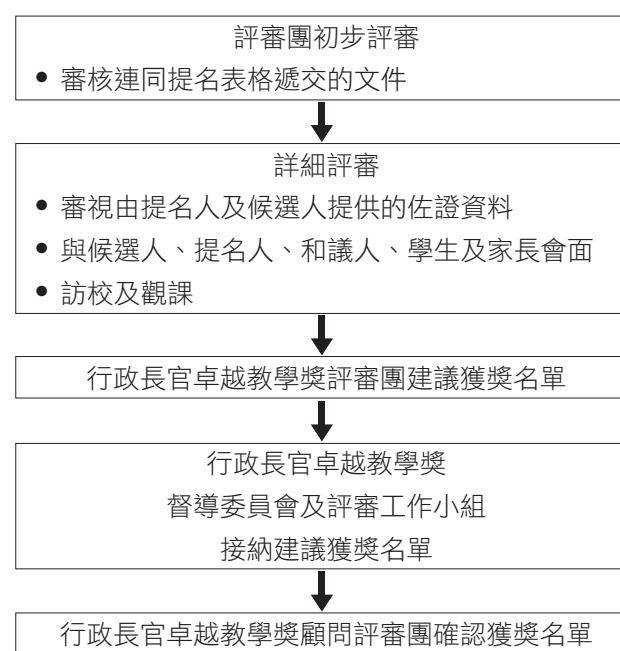 評審團初步評審
• 審核連同提名表格遞交的文件
詳細評審
• 審視由提名人及候選人提供的佐證資料
• 與候選人、提名人、和議人、學生及家長會面
• 訪校及觀課
行政長官卓越教學獎評審團建議獲獎名單
行政長官卓越教學獎
督導委員會及評審工作小組
接納建議獲獎名單
行政長官卓越教學獎顧問評審團確認獲獎名單